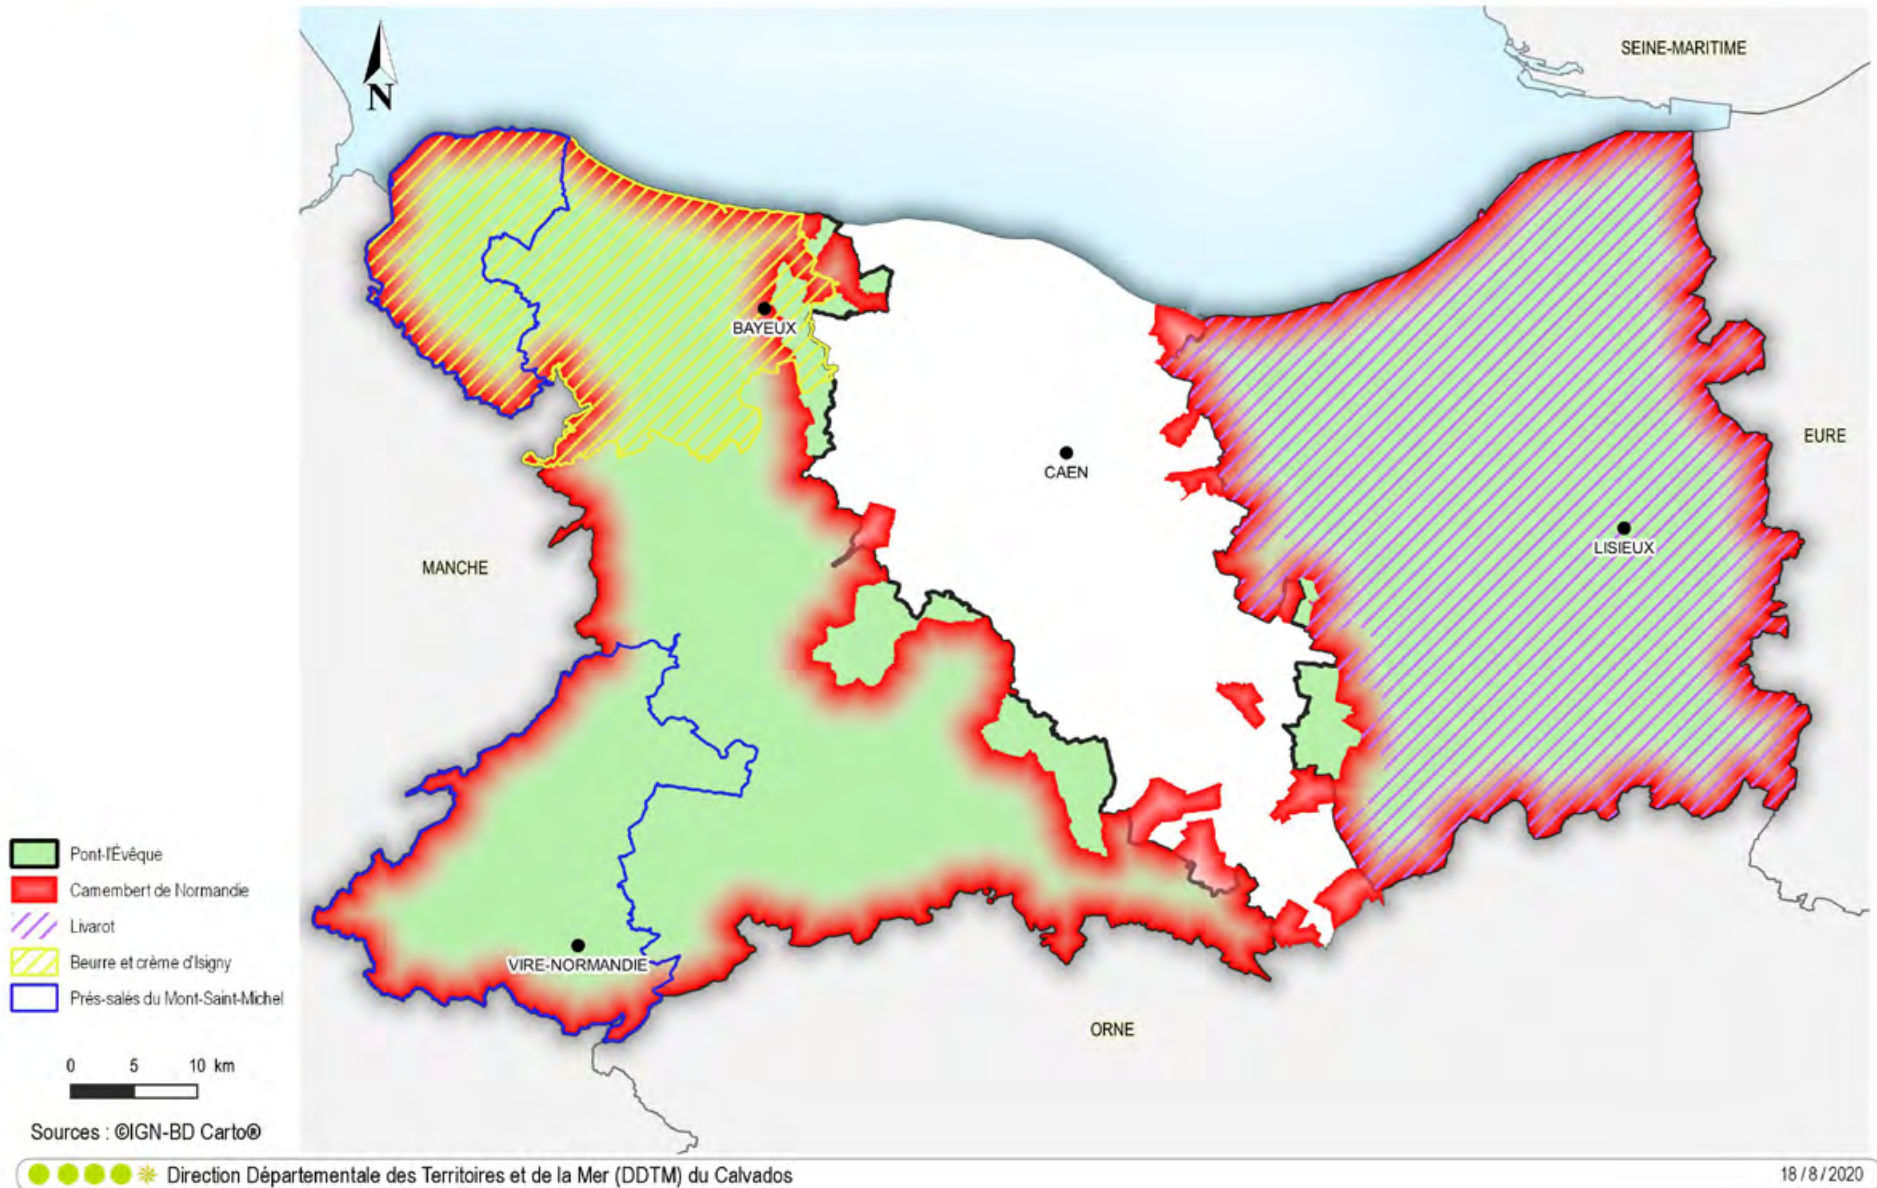 SEINE-MARITIME
N
BAYEUX
CAEN
EURE
LISIEUX
MANCHE
Pont-l'Évêque
Camembert de Normandie
Livarot
Beurre et crème d'Isigny
Prés-salés du Mont-Saint-Michel
VIRE-NORMANDIE
ORNE
0 5 10 km
Sources : ©IGN-BD Carto®
Direction Départementale des Territoires et de la Mer (DDTM) du Calvados
18/8/2020